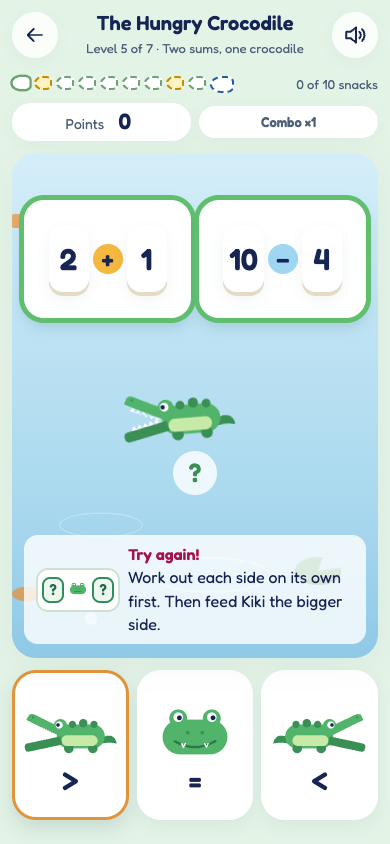 The Hungry Crocodile
Level 5 of 7 · Two sums, one crocodile
0 of 10 snacks
Points 0
Combo ×1
2 + 1
10 − 4
?
Try again!
? ?
Work out each side on its own
first. Then feed Kiki the bigger
side.
> = <